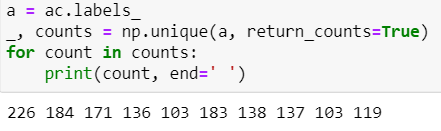 a = ac.labels_
_, counts = np.unique(a, return_counts=True)
for count in counts:
    print(count, end=' ')
226 184 171 136 103 183 138 137 103 119